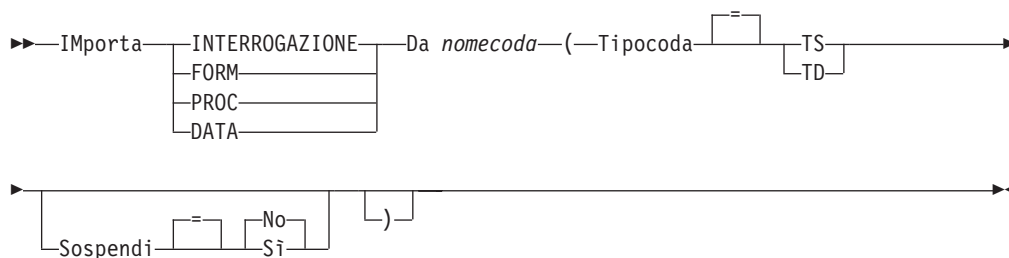 IMporta INTERROGAZIONE Da nomecoda ( Tipocoda = TS
FORM TD
PROC
DATA
= No )
Sospendi Sì